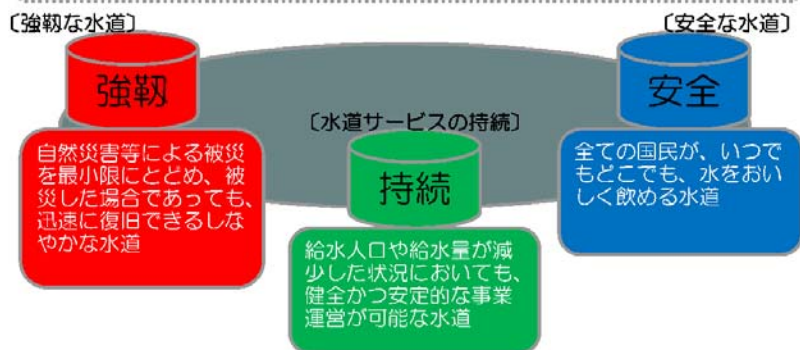 〔強靱な水道〕
〔安全な水道〕
強靱
安全
〔水道サービスの持続〕
持続
自然災害等による被災
を最小限にとどめ、被
災した場合であっても、
迅速に復旧できるしな
やかな水道
全ての国民が、いつで
もどこでも、水をおい
しく飲める水道
給水人口や給水量が減
少した状況においても、
健全かつ安定的な事業
運営が可能な水道